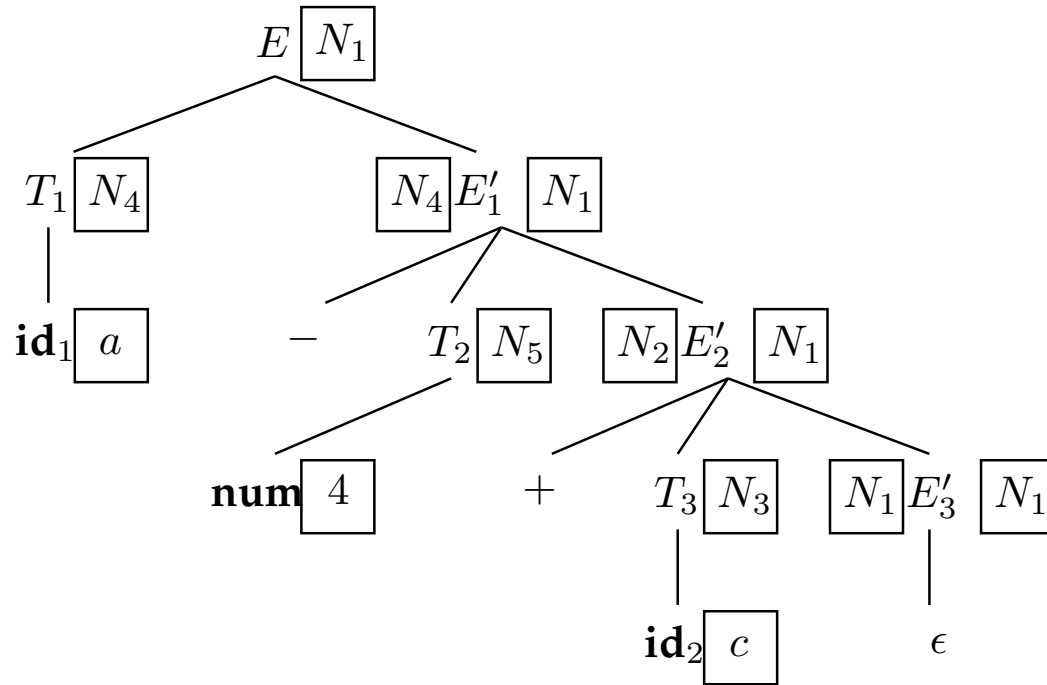 E N₁
T₁ N₄ N₄ E′₁ N₁
id₁ a − T₂ N₅ N₂ E′₂ N₁
num 4 + T₃ N₃ N₁ E′₃ N₁
id₂ c ϵ